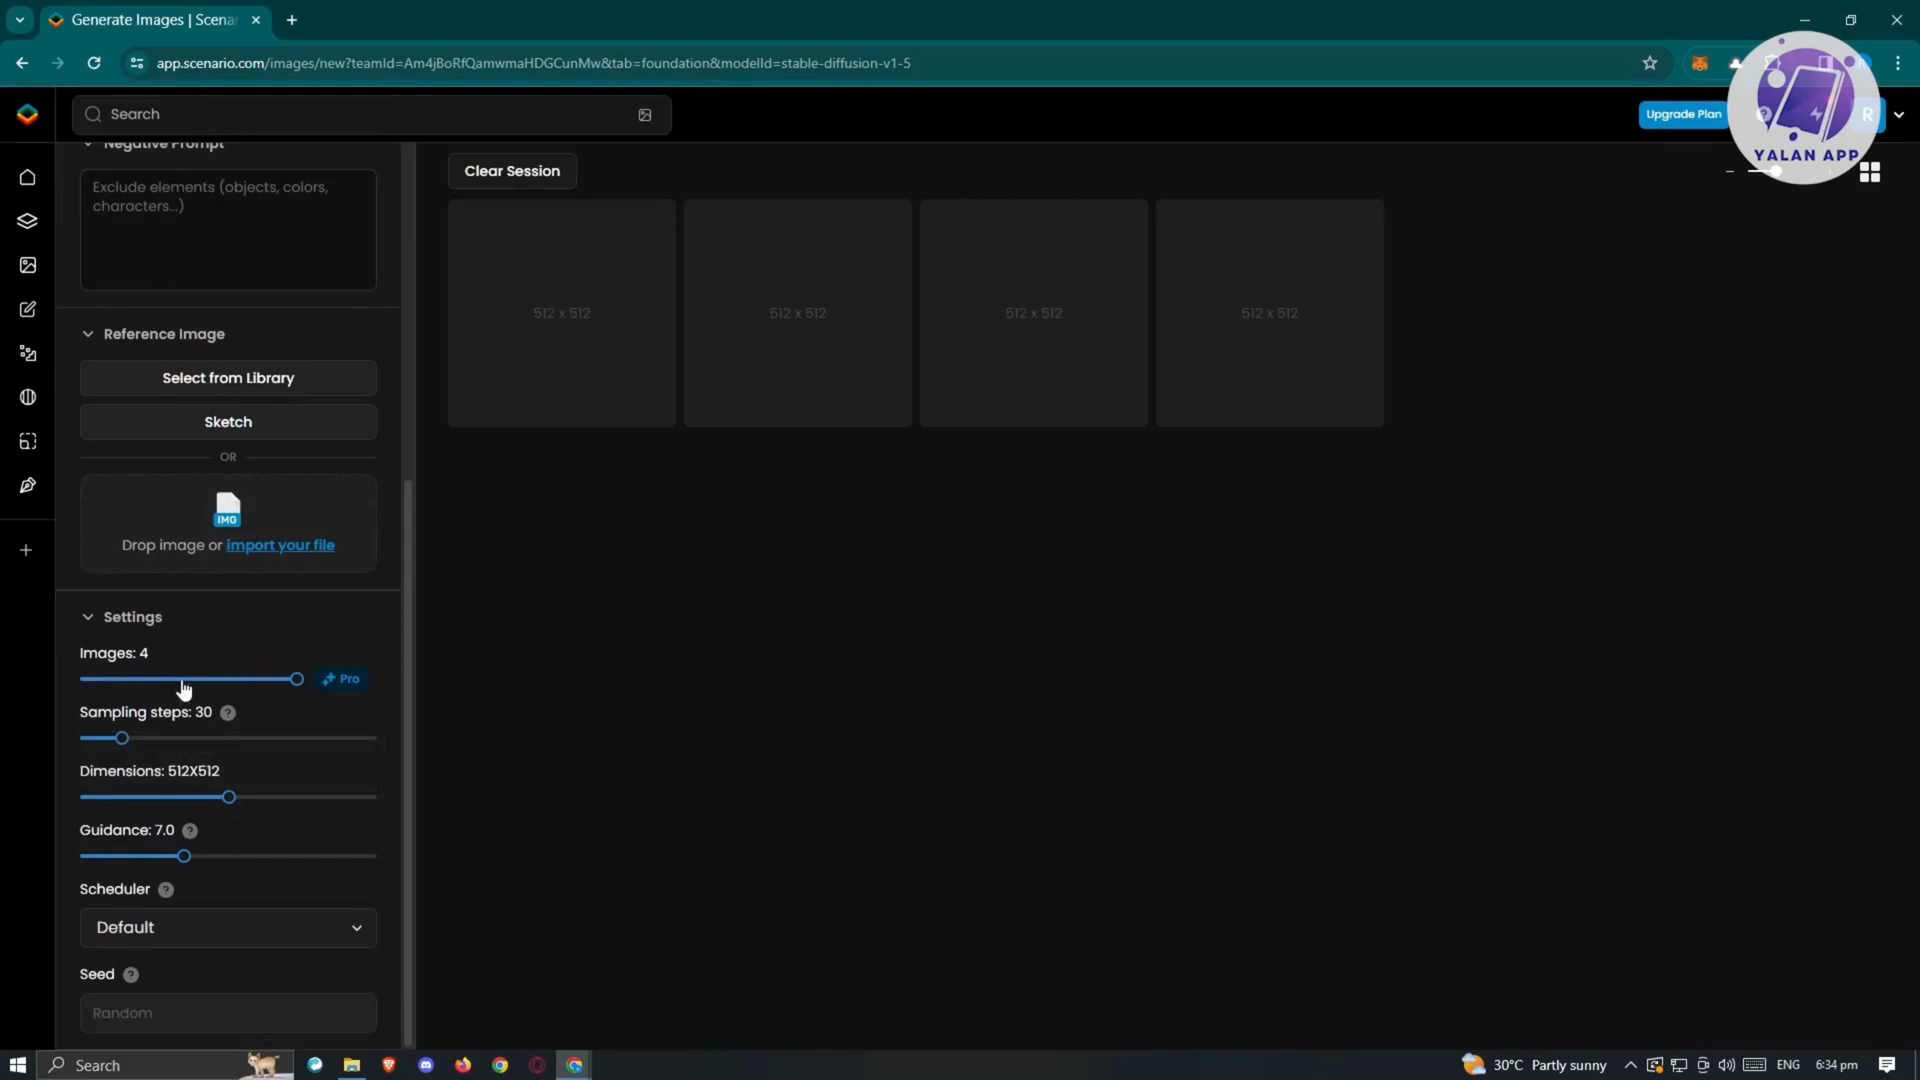 Generate Images | Scena
app.scenario.com/images/new?teamId=Am4jBoRfQamwmaHDGCunMw&tab=foundation&modelId=stable-diffusion-v1-5
Search
Upgrade Plan
R
YALAN APP
Negative Prompt
Exclude elements (objects, colors,
characters...)
Clear Session
512 x 512
512 x 512
512 x 512
512 x 512
Reference Image
Select from Library
Sketch
OR
IMG
Drop image or import your file
Settings
Images: 4
Pro
Sampling steps: 30 ?
Dimensions: 512X512
Guidance: 7.0 ?
Scheduler ?
Default
Seed ?
Random
Search
30°C Partly sunny
ENG
6:34 pm